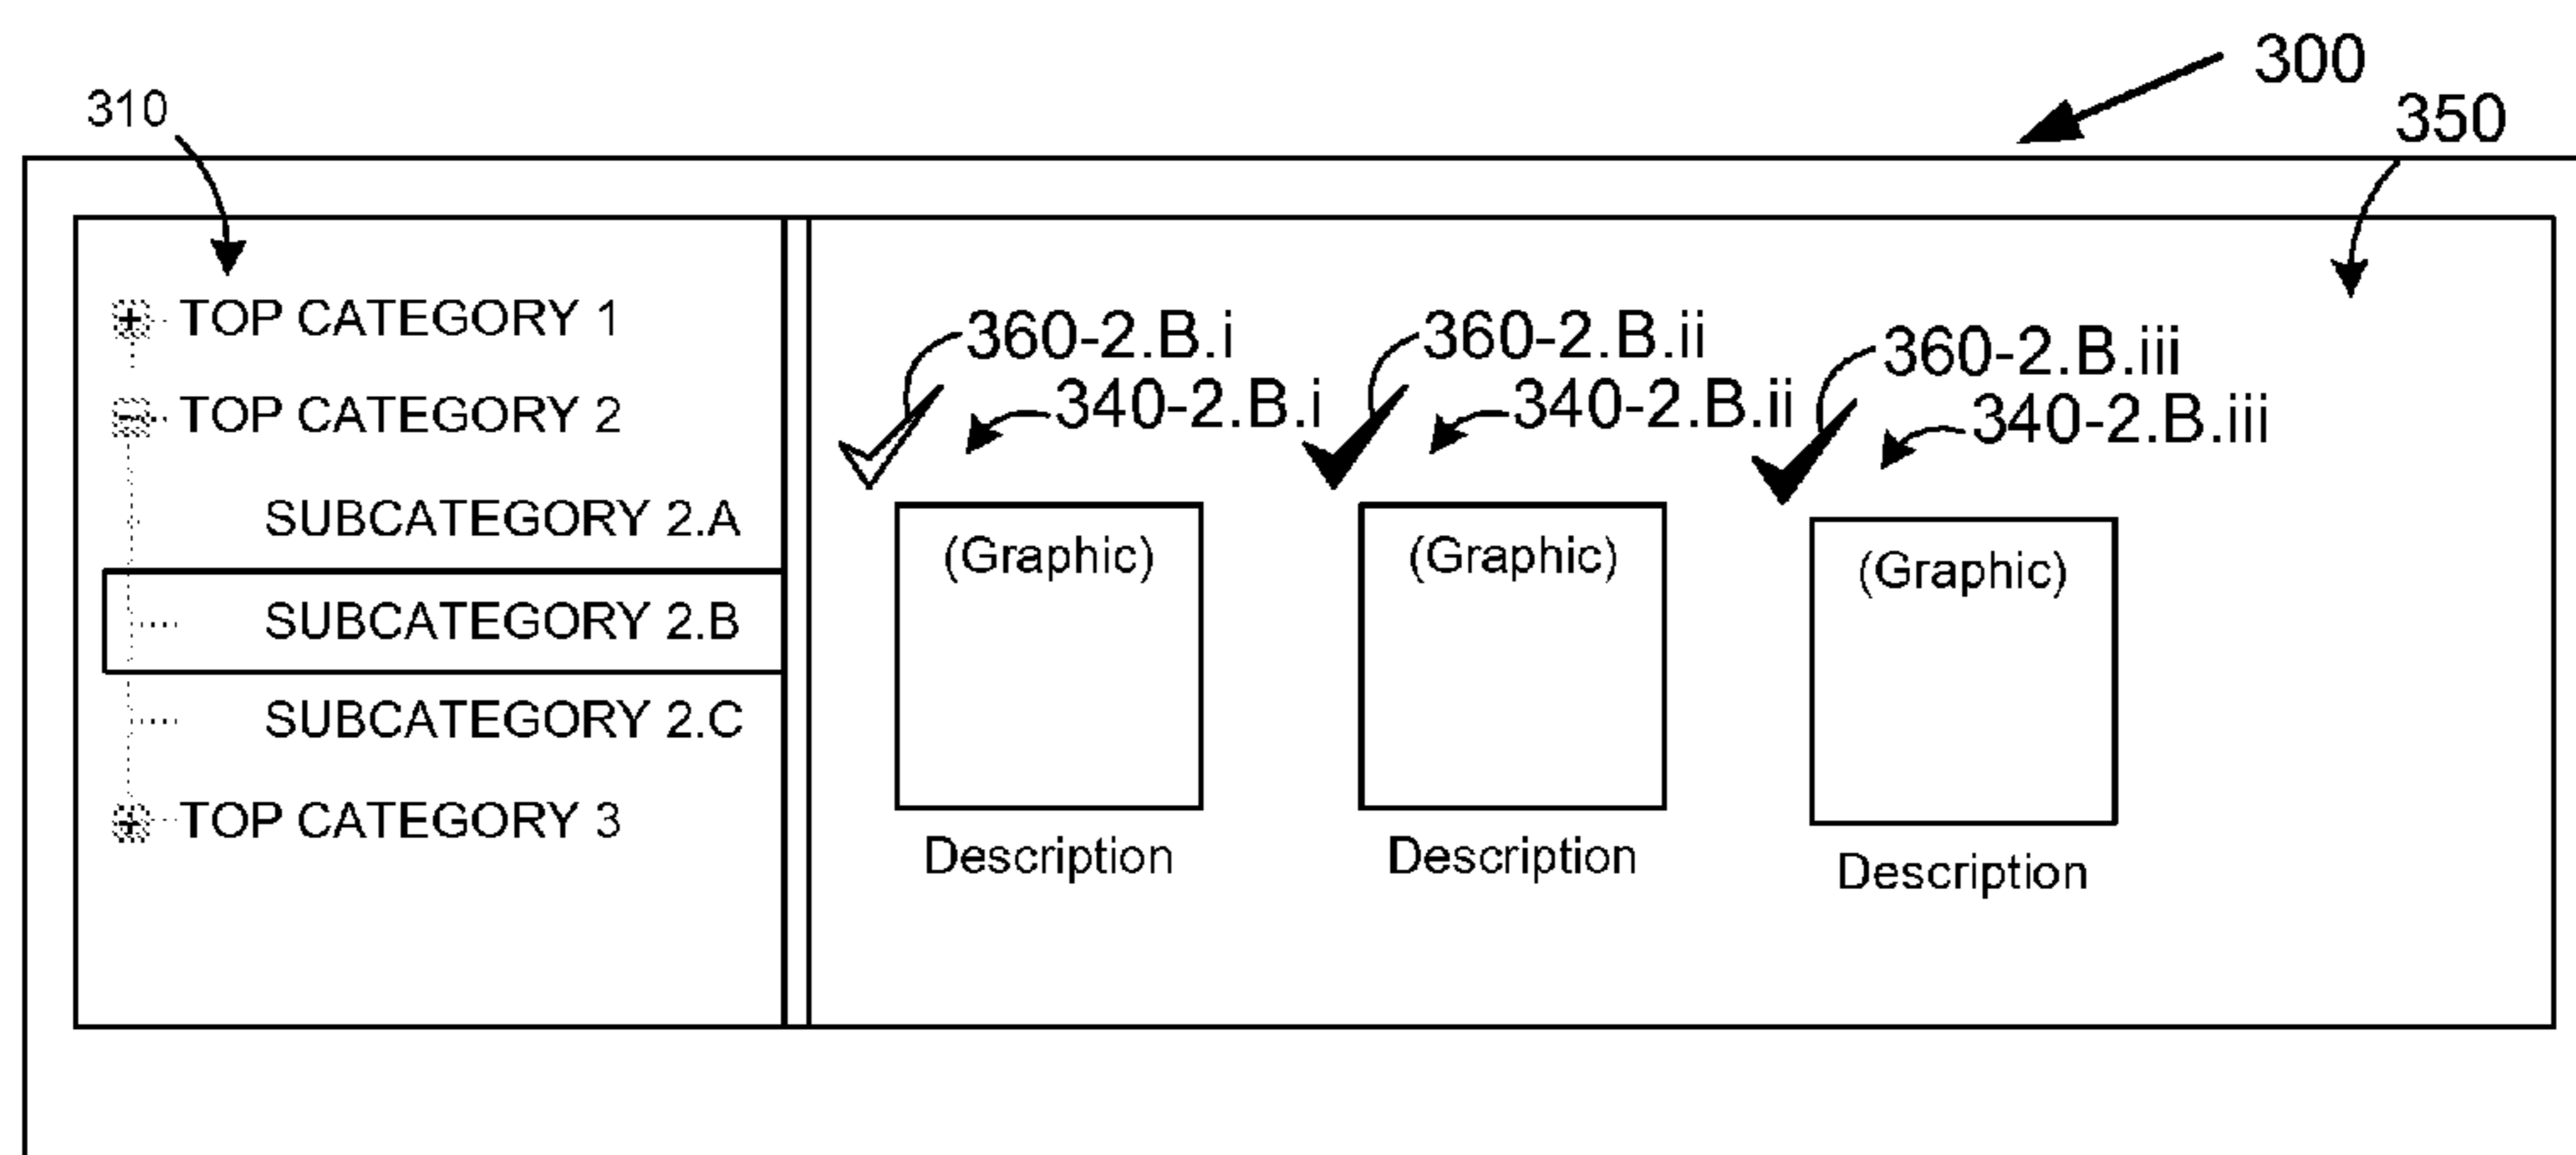 300
350
310
TOP CATEGORY 1
TOP CATEGORY 2
SUBCATEGORY 2.A
SUBCATEGORY 2.B
SUBCATEGORY 2.C
TOP CATEGORY 3
360-2.B.i
340-2.B.i
(Graphic)
Description
360-2.B.ii
340-2.B.ii
(Graphic)
Description
360-2.B.iii
340-2.B.iii
(Graphic)
Description